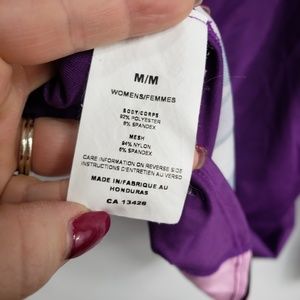 M/M
WOMENS/FEMMES
BODY/CORPS
92% POLYESTER
8% SPANDEX
MESH
94% NYLON
6% SPANDEX
CARE INFORMATION ON REVERSE SIDE
INSTRUCTIONS D'ENTRETIEN AU VERSO
MADE IN/FABRIQUE AU
HONDURAS
CA 13426